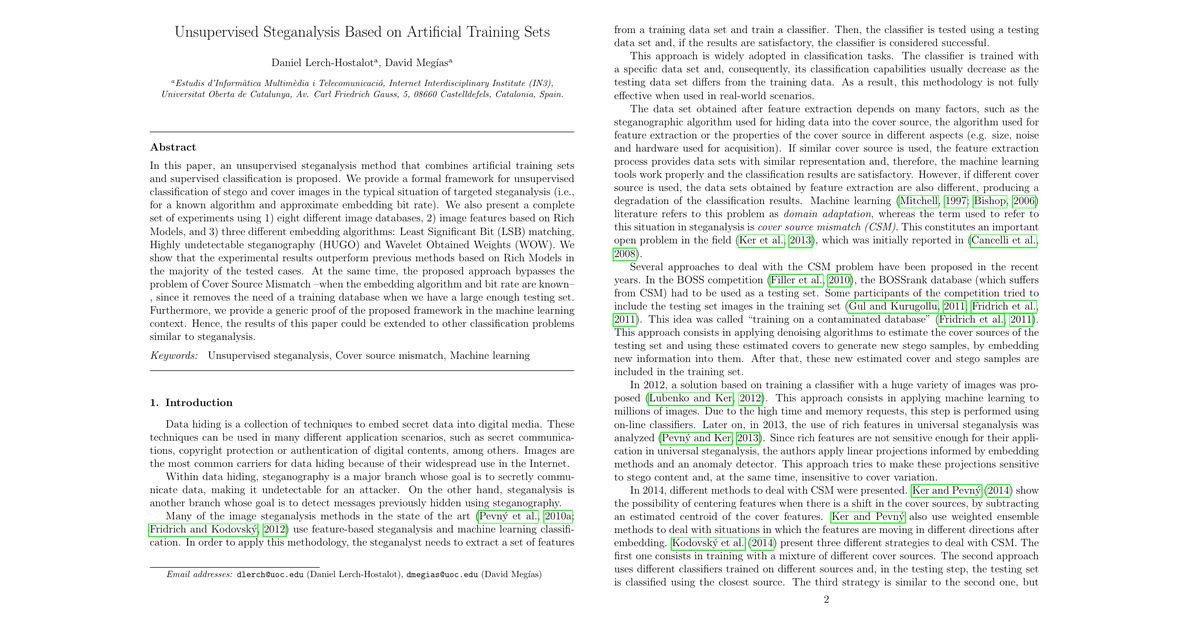 Unsupervised Steganalysis Based on Artificial Training Sets
Daniel Lerch-Hostalotᵃ, David Megíasᵃ
ᵃEstudis d'Informàtica Multimèdia i Telecomunicació, Internet Interdisciplinary Institute (IN3),
Universitat Oberta de Catalunya, Av. Carl Friedrich Gauss, 5, 08660 Castelldefels, Catalonia, Spain.
Abstract
In this paper, an unsupervised steganalysis method that combines artificial training sets
and supervised classification is proposed. We provide a formal framework for unsupervised
classification of stego and cover images in the typical situation of targeted steganalysis (i.e.,
for a known algorithm and approximate embedding bit rate). We also present a complete
set of experiments using 1) eight different image databases, 2) image features based on Rich
Models, and 3) three different embedding algorithms: Least Significant Bit (LSB) matching,
Highly undetectable steganography (HUGO) and Wavelet Obtained Weights (WOW). We
show that the experimental results outperform previous methods based on Rich Models in
the majority of the tested cases. At the same time, the proposed approach bypasses the
problem of Cover Source Mismatch –when the embedding algorithm and bit rate are known–
, since it removes the need of a training database when we have a large enough testing set.
Furthermore, we provide a generic proof of the proposed framework in the machine learning
context. Hence, the results of this paper could be extended to other classification problems
similar to steganalysis.
Keywords: Unsupervised steganalysis, Cover source mismatch, Machine learning
1. Introduction
Data hiding is a collection of techniques to embed secret data into digital media. These
techniques can be used in many different application scenarios, such as secret communica-
tions, copyright protection or authentication of digital contents, among others. Images are
the most common carriers for data hiding because of their widespread use in the Internet.
Within data hiding, steganography is a major branch whose goal is to secretly commu-
nicate data, making it undetectable for an attacker. On the other hand, steganalysis is
another branch whose goal is to detect messages previously hidden using steganography.
Many of the image steganalysis methods in the state of the art (Pevný et al., 2010a;
Fridrich and Kodovský, 2012) use feature-based steganalysis and machine learning classifi-
cation. In order to apply this methodology, the steganalyst needs to extract a set of features
Email addresses: dlerch@uoc.edu (Daniel Lerch-Hostalot), dmegias@uoc.edu (David Megías)
from a training data set and train a classifier. Then, the classifier is tested using a testing
data set and, if the results are satisfactory, the classifier is considered successful.
This approach is widely adopted in classification tasks. The classifier is trained with
a specific data set and, consequently, its classification capabilities usually decrease as the
testing data set differs from the training data. As a result, this methodology is not fully
effective when used in real-world scenarios.
The data set obtained after feature extraction depends on many factors, such as the
steganographic algorithm used for hiding data into the cover source, the algorithm used for
feature extraction or the properties of the cover source in different aspects (e.g. size, noise
and hardware used for acquisition). If similar cover source is used, the feature extraction
process provides data sets with similar representation and, therefore, the machine learning
tools work properly and the classification results are satisfactory. However, if different cover
source is used, the data sets obtained by feature extraction are also different, producing a
degradation of the classification results. Machine learning (Mitchell, 1997; Bishop, 2006)
literature refers to this problem as domain adaptation, whereas the term used to refer to
this situation in steganalysis is cover source mismatch (CSM). This constitutes an important
open problem in the field (Ker et al., 2013), which was initially reported in (Cancelli et al.,
2008).
Several approaches to deal with the CSM problem have been proposed in the recent
years. In the BOSS competition (Filler et al., 2010), the BOSSrank database (which suffers
from CSM) had to be used as a testing set. Some participants of the competition tried to
include the testing set images in the training set (Gul and Kurugollu, 2011; Fridrich et al.,
2011). This idea was called “training on a contaminated database” (Fridrich et al., 2011).
This approach consists in applying denoising algorithms to estimate the cover sources of the
testing set and using these estimated covers to generate new stego samples, by embedding
new information into them. After that, these new estimated cover and stego samples are
included in the training set.
In 2012, a solution based on training a classifier with a huge variety of images was pro-
posed (Lubenko and Ker, 2012). This approach consists in applying machine learning to
millions of images. Due to the high time and memory requests, this step is performed using
on-line classifiers. Later on, in 2013, the use of rich features in universal steganalysis was
analyzed (Pevný and Ker, 2013). Since rich features are not sensitive enough for their appli-
cation in universal steganalysis, the authors apply linear projections informed by embedding
methods and an anomaly detector. This approach tries to make these projections sensitive
to stego content and, at the same time, insensitive to cover variation.
In 2014, different methods to deal with CSM were presented. Ker and Pevný (2014) show
the possibility of centering features when there is a shift in the cover sources, by subtracting
an estimated centroid of the cover features. Ker and Pevný also use weighted ensemble
methods to deal with situations in which the features are moving in different directions after
embedding. Kodovský et al. (2014) present three different strategies to deal with CSM. The
first one consists in training with a mixture of different cover sources. The second approach
uses different classifiers trained on different sources and, in the testing step, the testing set
is classified using the closest source. The third strategy is similar to the second one, but
2